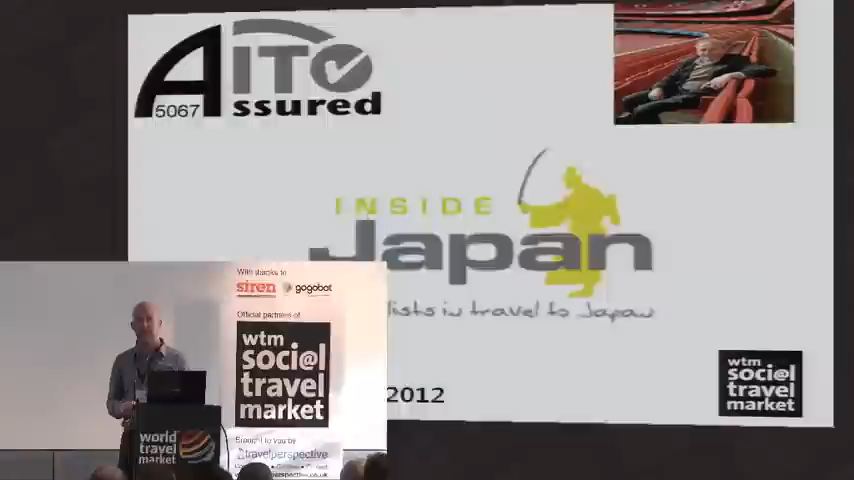 AITO
5067
ssured
INSIDE
Japan
lists in travel to Japan
2012
wtm
soci@l
travel
market
With thanks to
siren gogobot
Official partners of
wtm
soci@l
travel
market
Brought to you by
travelperspective
world
travel
market